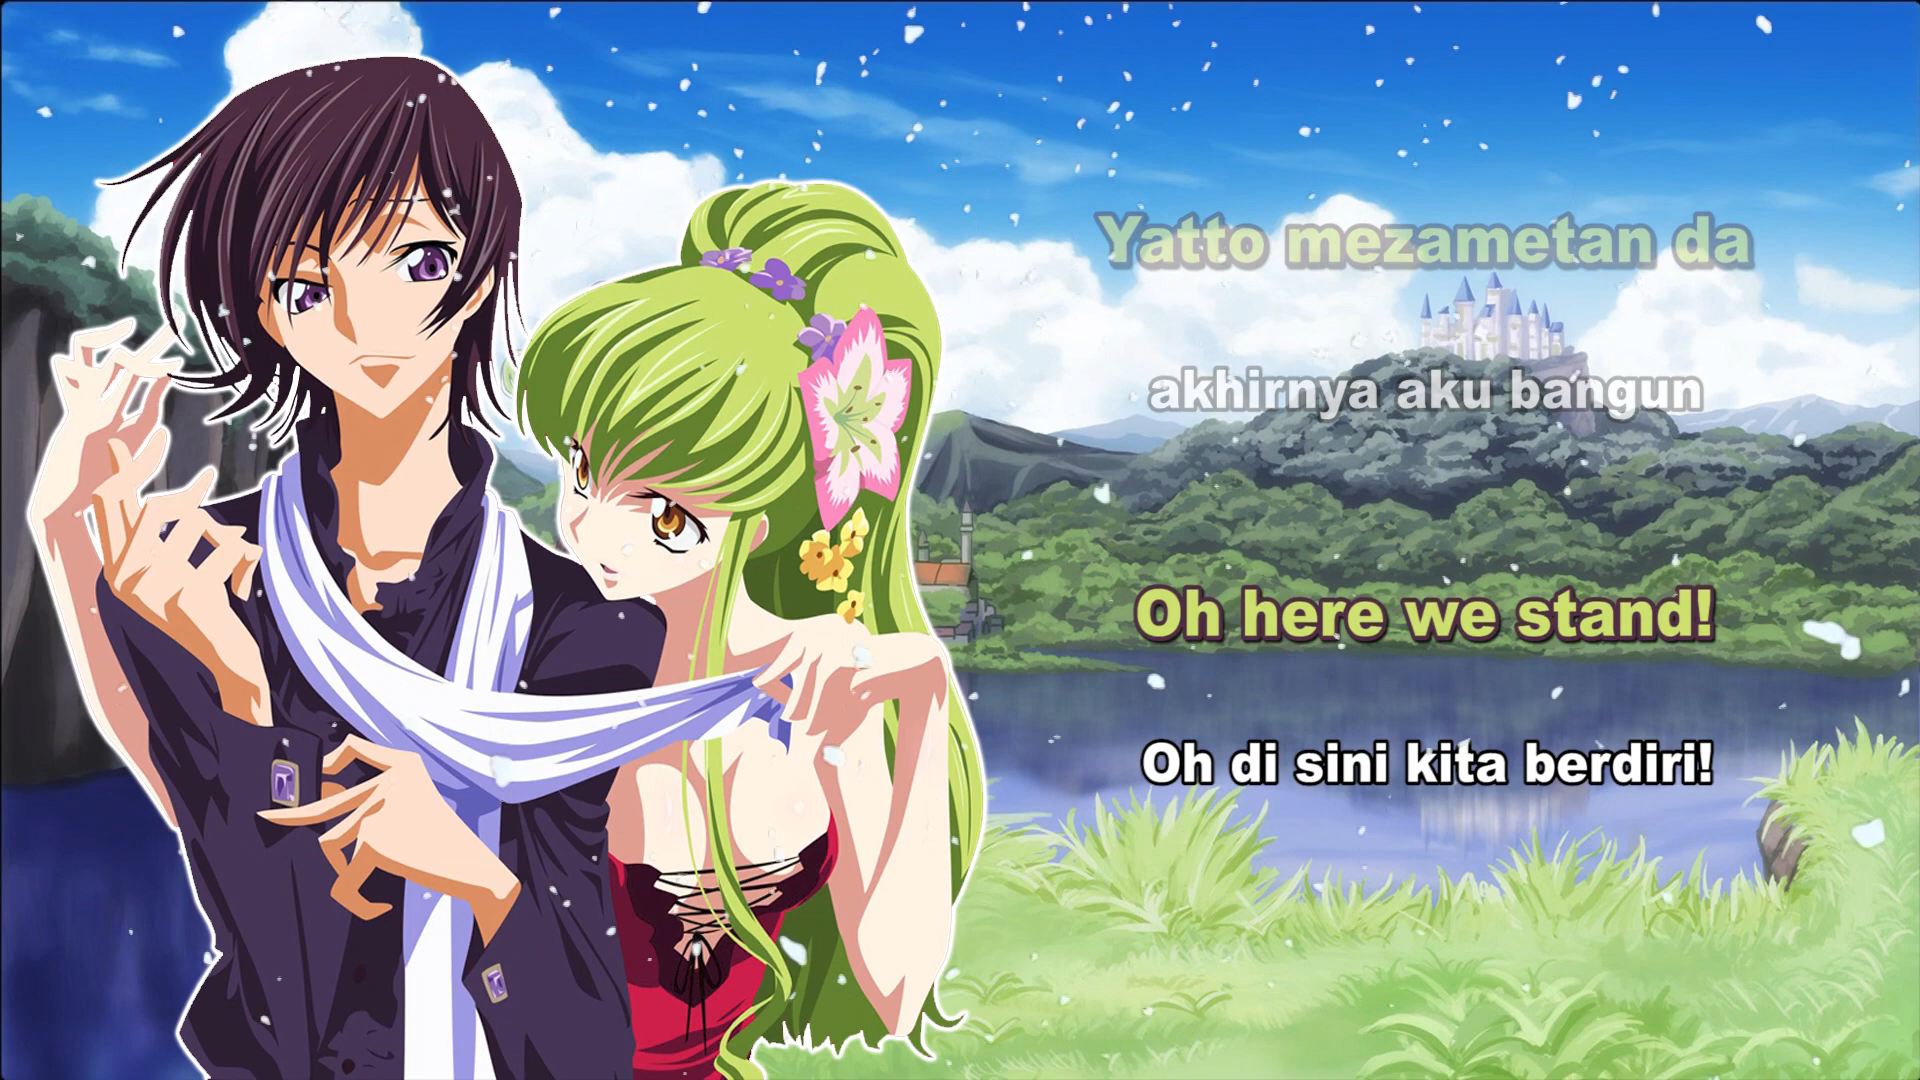 Yatto mezametan da
akhirnya aku bangun
Oh here we stand!
Oh di sini kita berdiri!